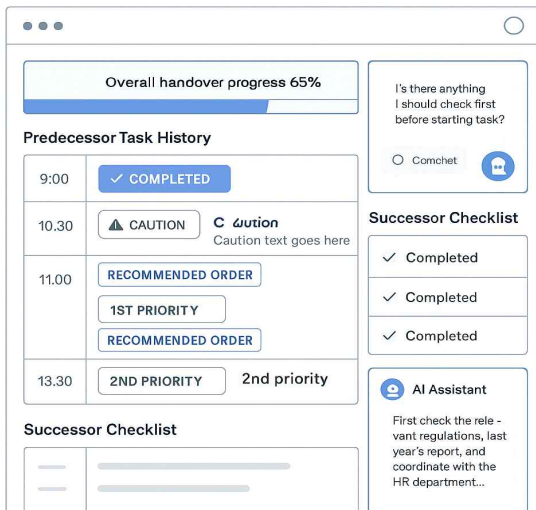 Overall handover progress 65%
Predecessor Task History
9:00
COMPLETED
10.30
CAUTION
Caution text goes here
11.00
RECOMMENDED ORDER
1ST PRIORITY
RECOMMENDED ORDER
13.30
2ND PRIORITY
2nd priority
Successor Checklist
I's there anything
I should check first
before starting task?
Comchet
Successor Checklist
Completed
Completed
Completed
AI Assistant
First check the rele -
vant regulations, last
year's report, and
coordinate with the
HR department...